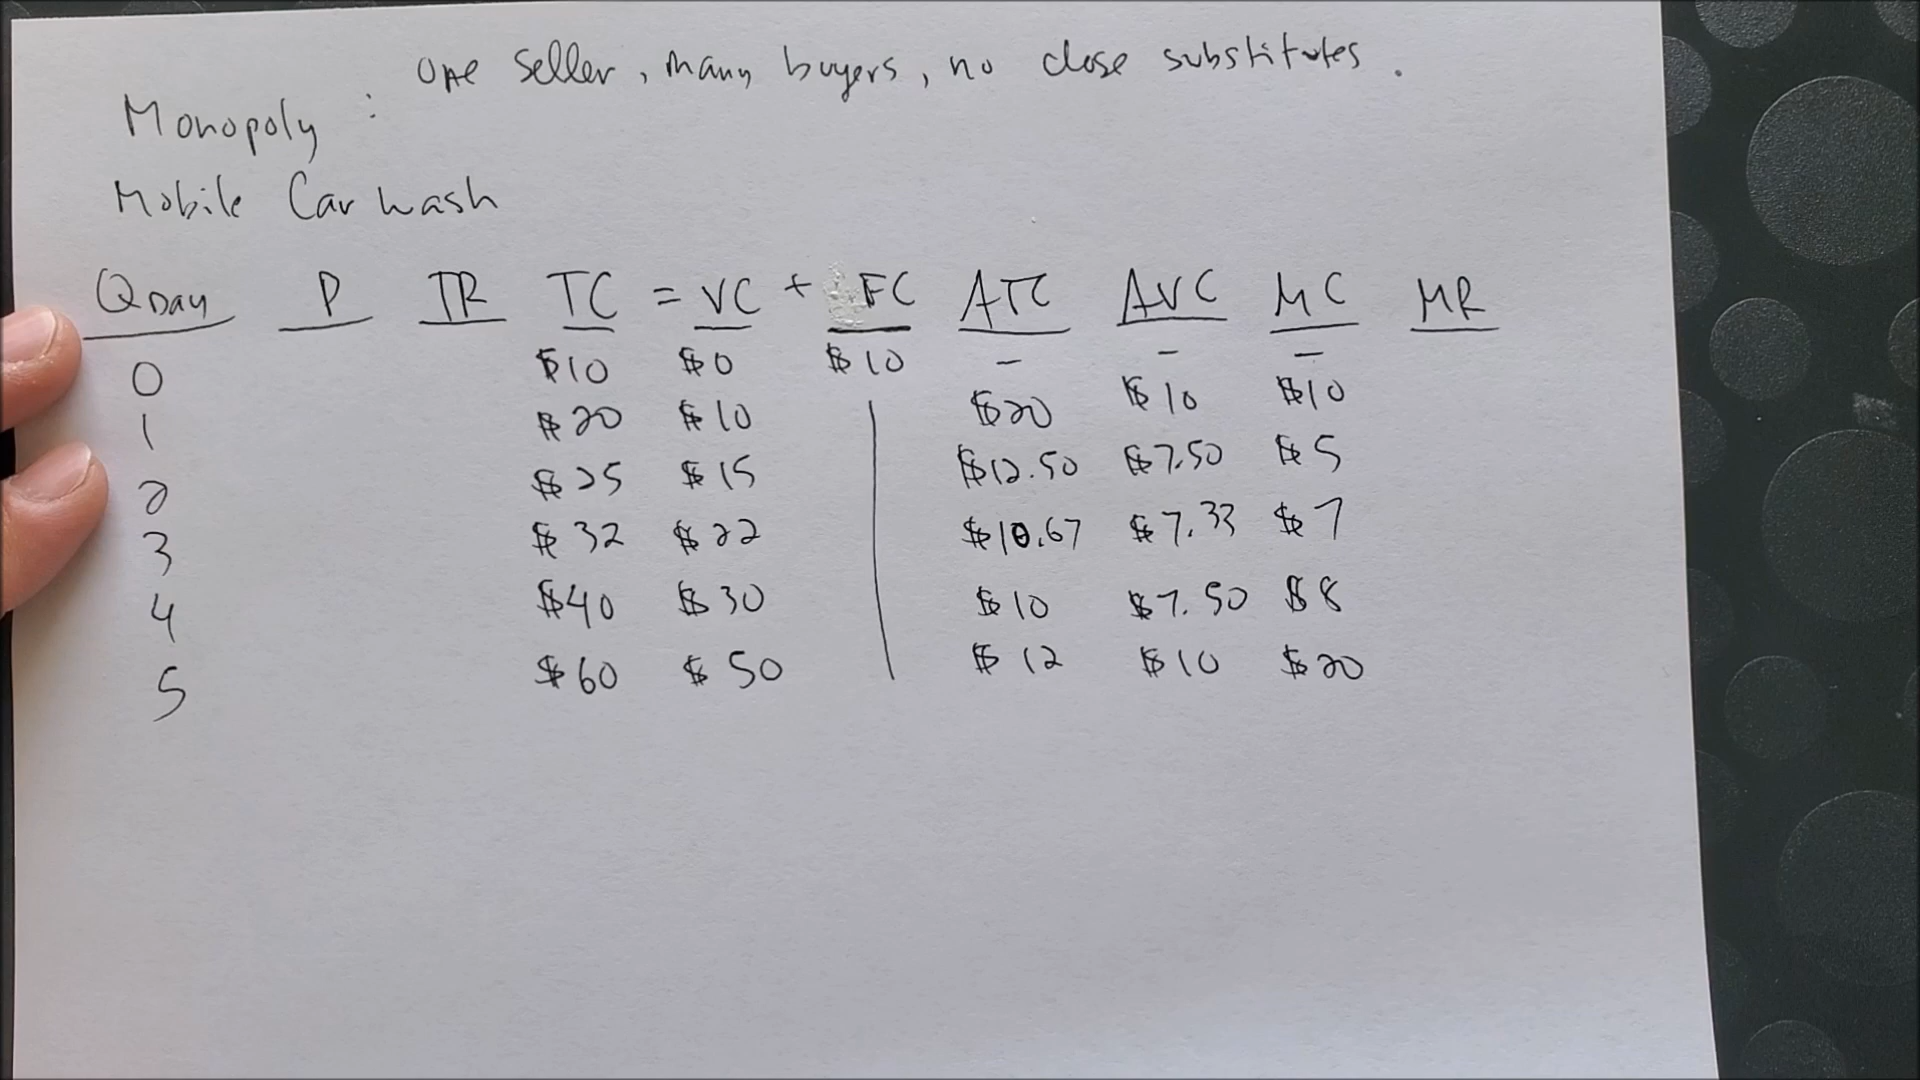 one seller, many buyers, no close substitutes.
Monopoly :
Mobile Car wash
Q DAY P TR TC = VC + FC ATC AVC MC MR
0 $10 $0 $10 – – –
1 $20 $10 $20 $10 $10
2 $25 $15 $12.50 $7.50 $5
3 $32 $22 $10.67 $7.33 $7
4 $40 $30 $10 $7.50 $8
5 $60 $50 $12 $10 $20